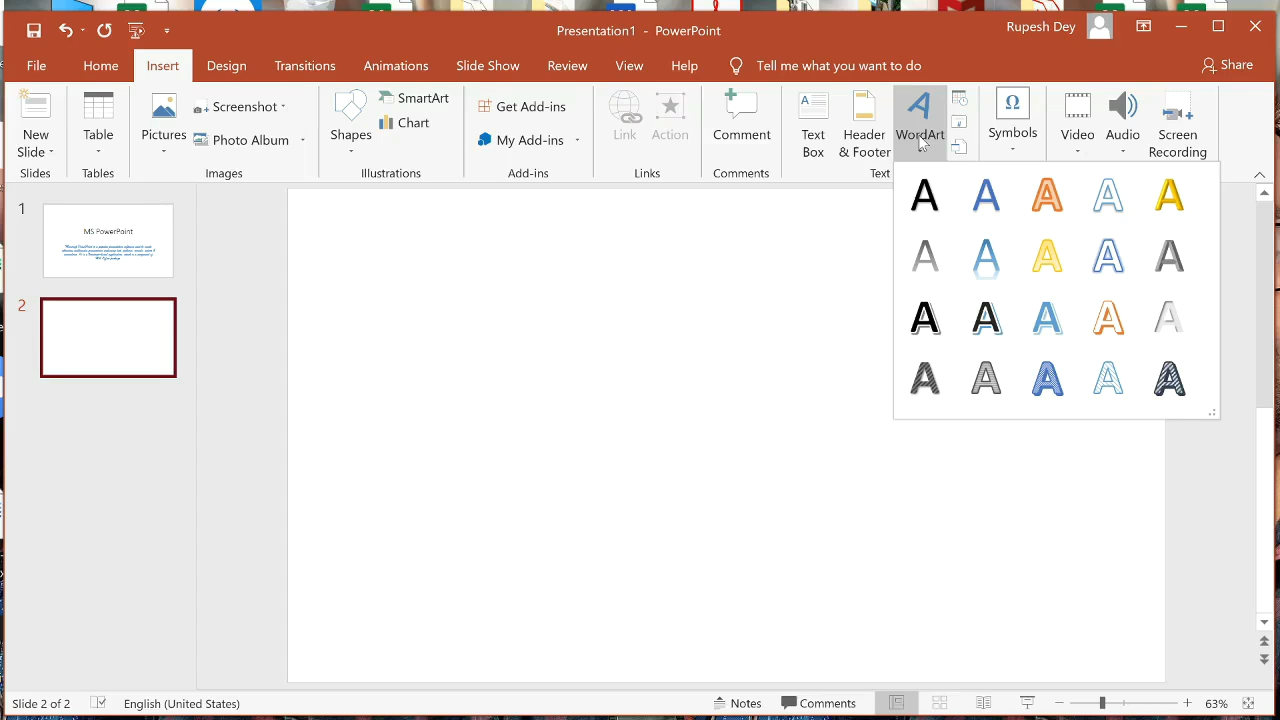 Presentation1 - PowerPoint
Rupesh Dey
File Home Insert Design Transitions Animations Slide Show Review View Help Tell me what you want to do Share
New Slide
Table
Pictures
Screenshot
Photo Album
Shapes
SmartArt
Chart
Get Add-ins
My Add-ins
Link
Action
Comment
Text Box
Header & Footer
WordArt
Symbols
Video
Audio
Screen Recording
Slides Tables Images Illustrations Add-ins Links Comments Text
A A A A A
A A A A A
A A A A A
A A A A A
1
MS PowerPoint
2
Slide 2 of 2 English (United States) Notes Comments 63%